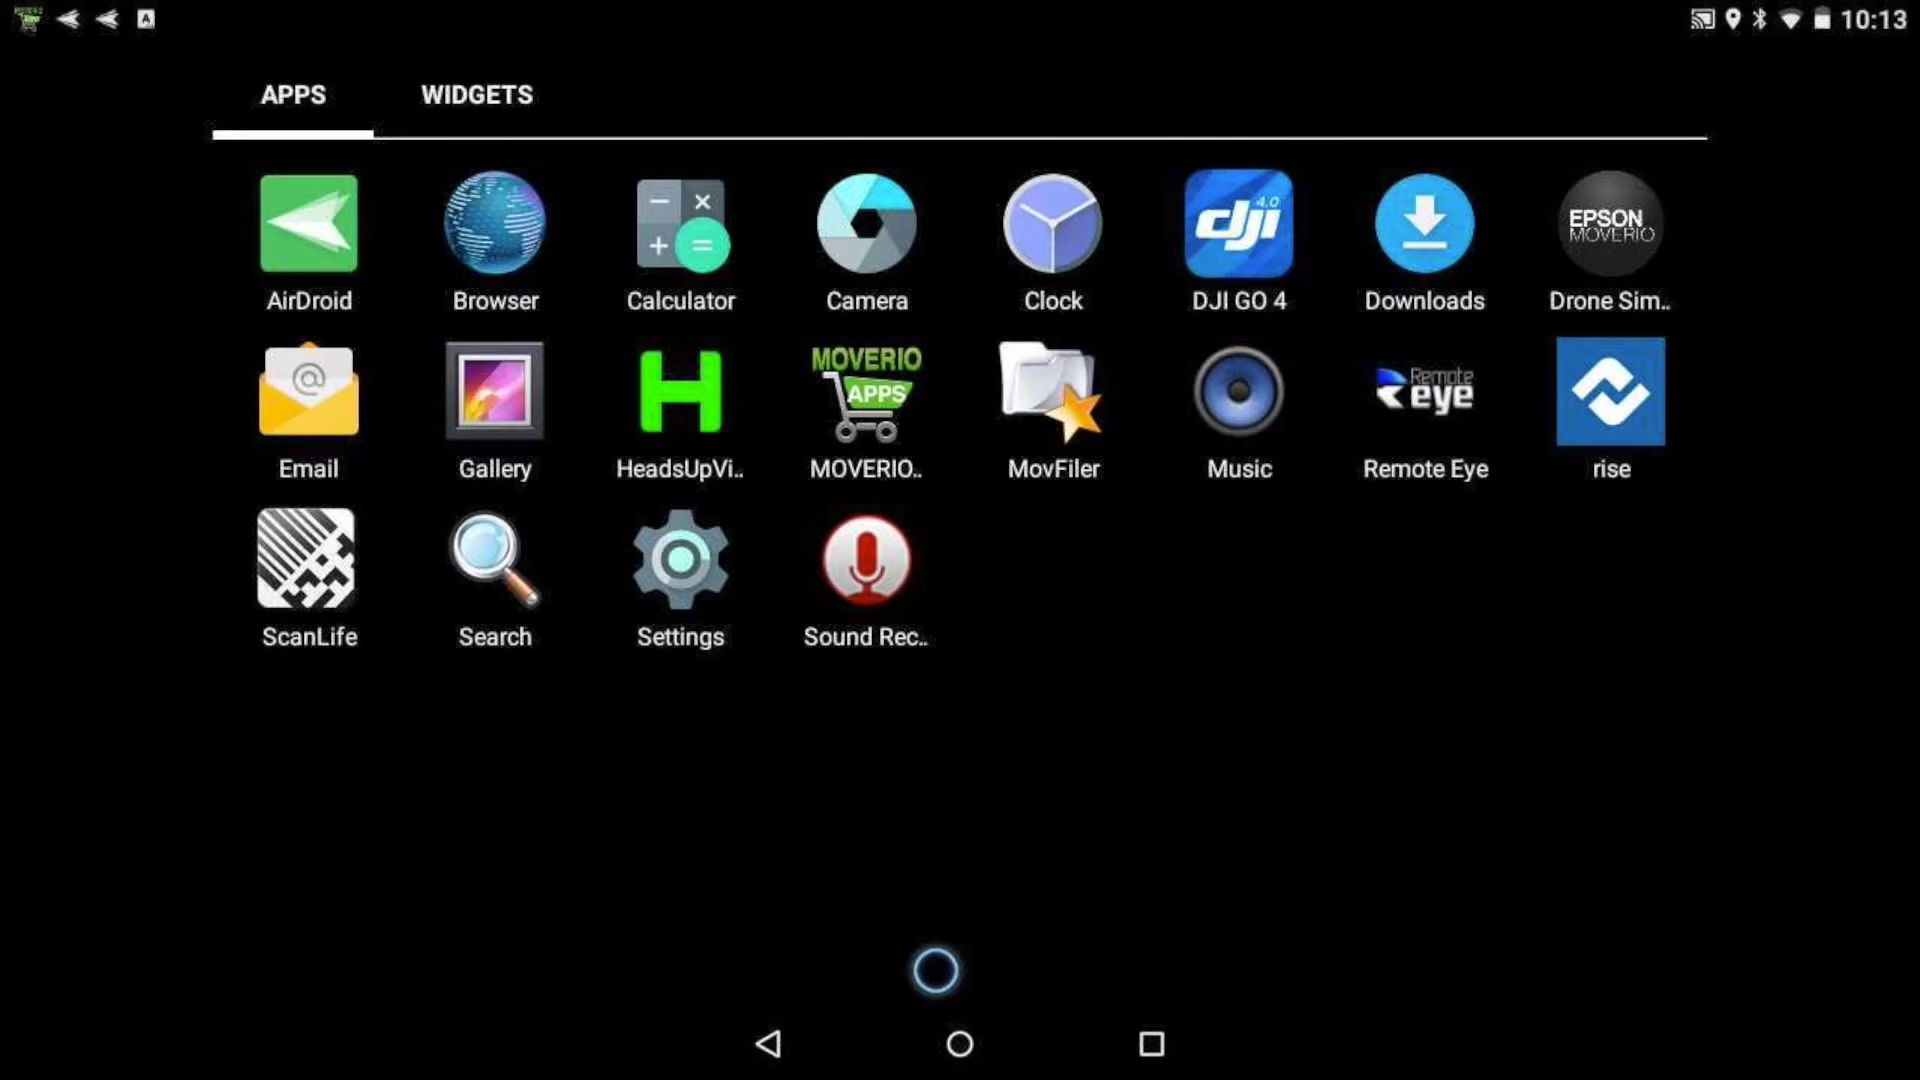 10:13
APPS WIDGETS
dji 4.0
EPSON
MOVERIO
AirDroid Browser Calculator Camera Clock DJI GO 4 Downloads Drone Sim..
MOVERIO
APPS
Remote
eye
Email Gallery HeadsUpVi.. MOVERIO.. MovFiler Music Remote Eye rise
ScanLife Search Settings Sound Rec..